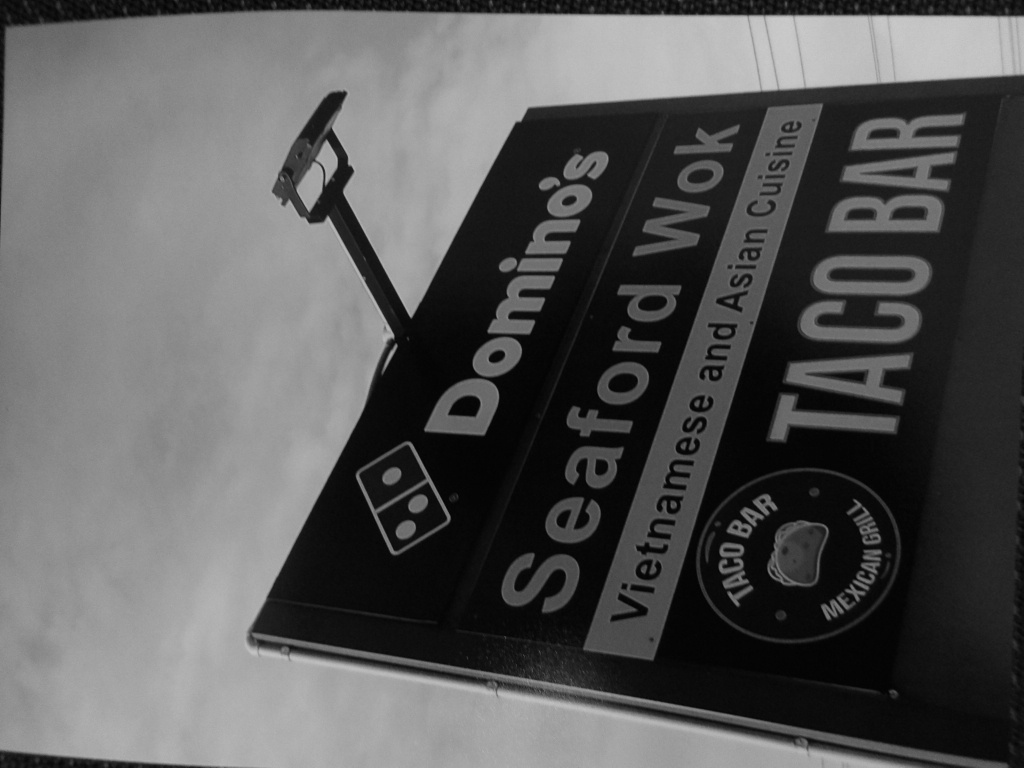 Domino's
Seaford Wok
Vietnamese and Asian Cuisine
TACO BAR
MEXICAN GRILL
TACO BAR